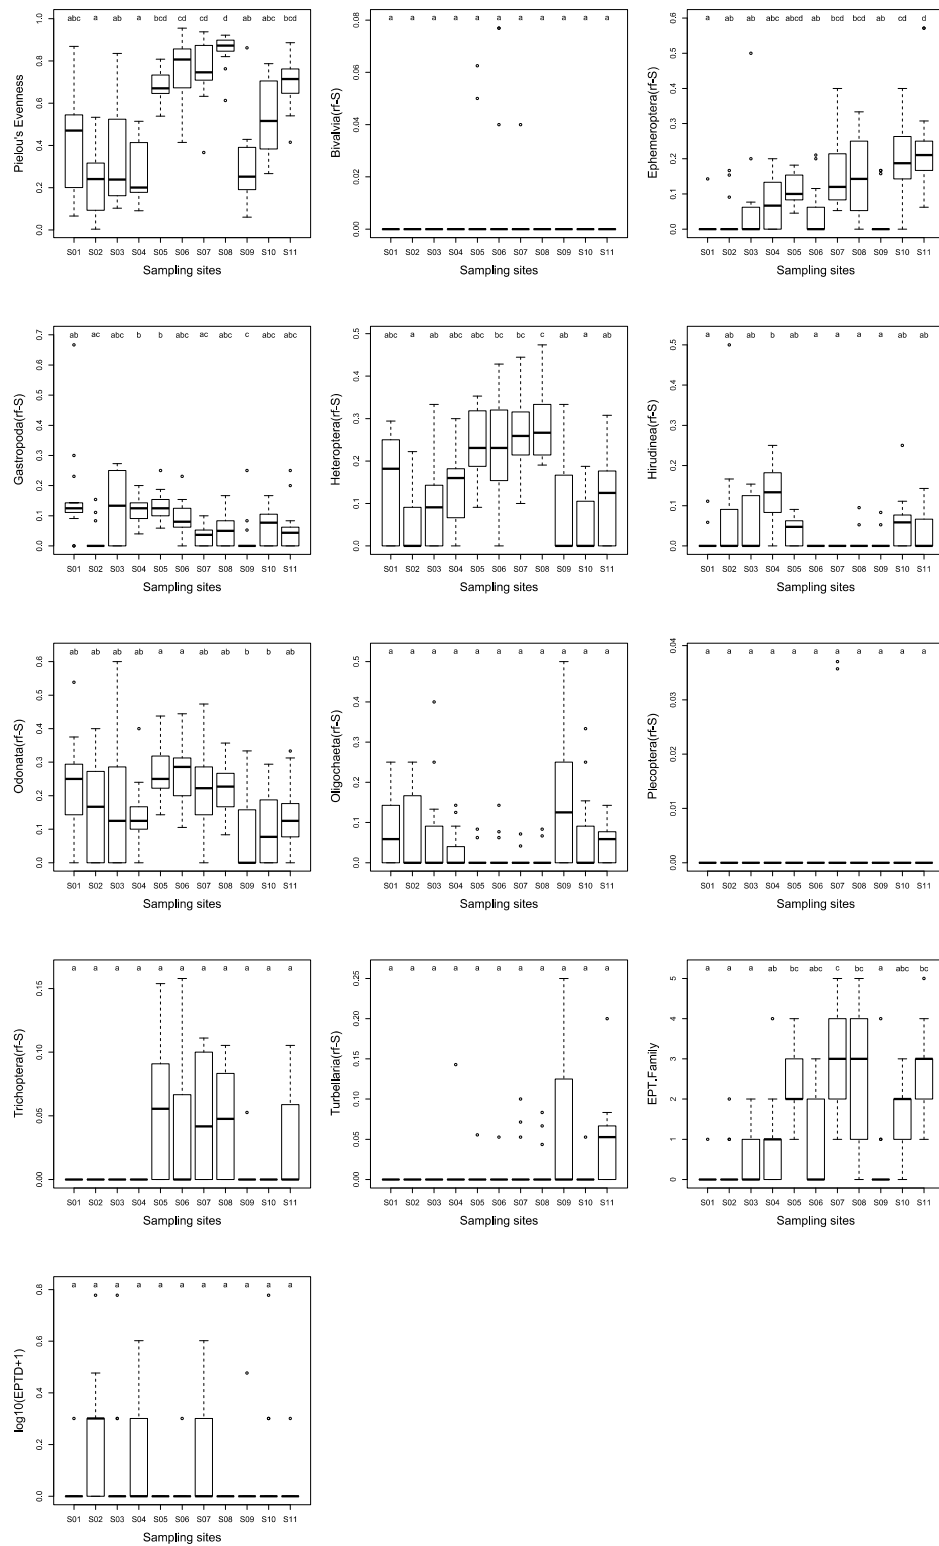 abc a ab a bcd cd cd d ab abc bcd
Pielou's Evenness
0.0 0.2 0.4 0.6 0.8 1.0
S01 S02 S03 S04 S05 S06 S07 S08 S09 S10 S11
Sampling sites
a a a a a a a a a a a
Bivalvia(rf-S)
0.00 0.02 0.04 0.06 0.08
S01 S02 S03 S04 S05 S06 S07 S08 S09 S10 S11
Sampling sites
a ab ab abcd abcd ab bcd bcd ab cd d
Ephemeroptera(rf-S)
0.0 0.1 0.2 0.3 0.4 0.5 0.6
S01 S02 S03 S04 S05 S06 S07 S08 S09 S10 S11
Sampling sites
ab ac abc b b abc ac abc c abc abc
Gastropoda(rf-S)
0.0 0.1 0.2 0.3 0.4 0.5 0.6 0.7
S01 S02 S03 S04 S05 S06 S07 S08 S09 S10 S11
Sampling sites
abc a ab abc abc bc bc c ab a ab
Heteroptera(rf-S)
0.0 0.1 0.2 0.3 0.4 0.5
S01 S02 S03 S04 S05 S06 S07 S08 S09 S10 S11
Sampling sites
a ab ab b ab a a a a ab ab
Hirudinea(rf-S)
0.0 0.1 0.2 0.3 0.4 0.5
S01 S02 S03 S04 S05 S06 S07 S08 S09 S10 S11
Sampling sites
ab ab ab ab a a ab ab b b ab
Odonata(rf-S)
0.0 0.1 0.2 0.3 0.4 0.5 0.6
S01 S02 S03 S04 S05 S06 S07 S08 S09 S10 S11
Sampling sites
a a a a a a a a a a a
Oligochaeta(rf-S)
0.0 0.1 0.2 0.3 0.4 0.5
S01 S02 S03 S04 S05 S06 S07 S08 S09 S10 S11
Sampling sites
a a a a a a a a a a a
Plecoptera(rf-S)
0.00 0.01 0.02 0.03 0.04
S01 S02 S03 S04 S05 S06 S07 S08 S09 S10 S11
Sampling sites
a a a a a a a a a a a
Trichoptera(rf-S)
0.00 0.05 0.10 0.15
S01 S02 S03 S04 S05 S06 S07 S08 S09 S10 S11
Sampling sites
a a a a a a a a a a a
Turbellaria(rf-S)
0.00 0.05 0.10 0.15 0.20 0.25
S01 S02 S03 S04 S05 S06 S07 S08 S09 S10 S11
Sampling sites
a a a ab bc abc c bc a abc bc
EPT.Family
0 1 2 3 4 5
S01 S02 S03 S04 S05 S06 S07 S08 S09 S10 S11
Sampling sites
a a a a a a a a a a a
log10(EPTD+1)
0.0 0.2 0.4 0.6 0.8
S01 S02 S03 S04 S05 S06 S07 S08 S09 S10 S11
Sampling sites